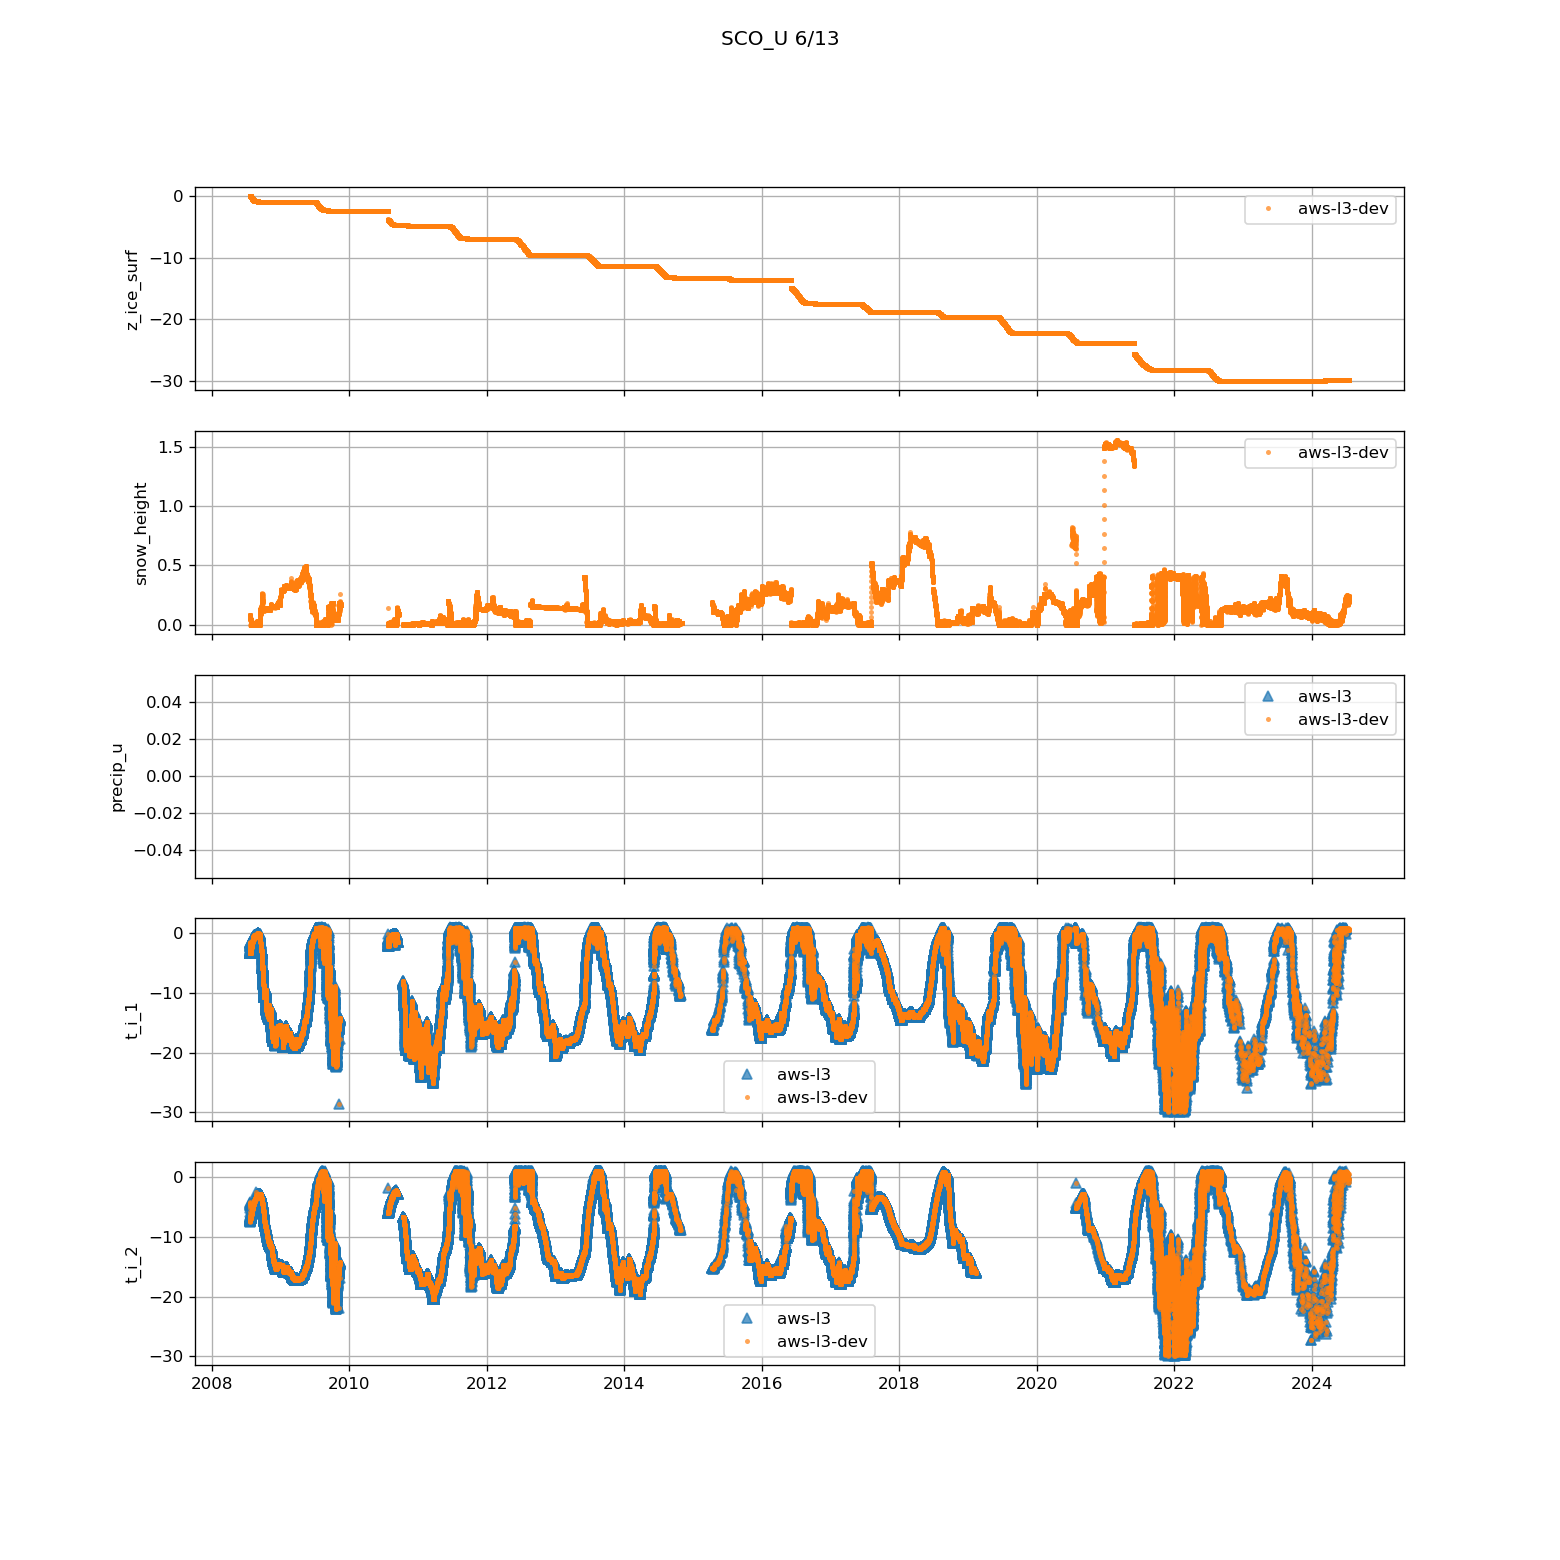 SCO_U 6/13
0
−10
−20
−30
z_ice_surf
aws-l3-dev
1.5
1.0
0.5
0.0
snow_height
aws-l3-dev
0.04
0.02
0.00
−0.02
−0.04
precip_u
aws-l3
aws-l3-dev
0
−10
−20
−30
t_i_1
aws-l3
aws-l3-dev
0
−10
−20
−30
t_i_2
aws-l3
aws-l3-dev
2008 2010 2012 2014 2016 2018 2020 2022 2024